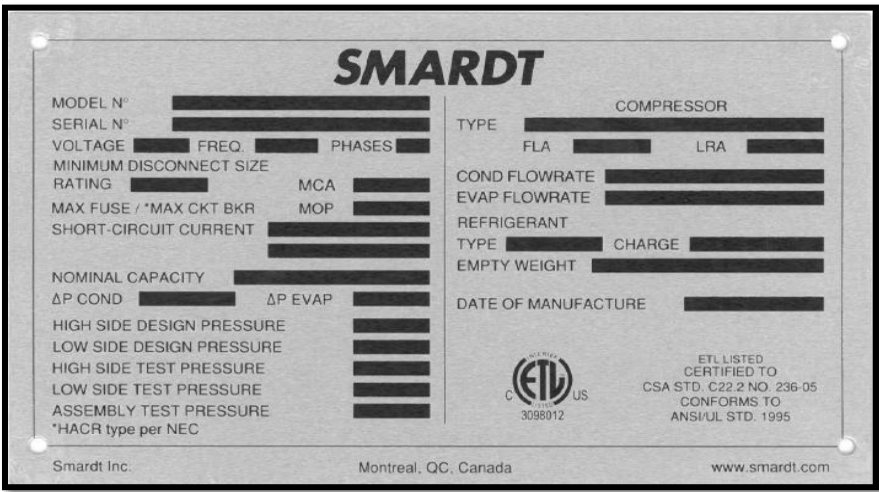 SMARDT
MODEL N°
SERIAL N°
VOLTAGE FREQ. PHASES
MINIMUM DISCONNECT SIZE
RATING MCA
MAX FUSE / *MAX CKT BKR MOP
SHORT-CIRCUIT CURRENT
NOMINAL CAPACITY
ΔP COND ΔP EVAP
HIGH SIDE DESIGN PRESSURE
LOW SIDE DESIGN PRESSURE
HIGH SIDE TEST PRESSURE
LOW SIDE TEST PRESSURE
ASSEMBLY TEST PRESSURE
*HACR type per NEC
COMPRESSOR
TYPE
FLA LRA
COND FLOWRATE
EVAP FLOWRATE
REFRIGERANT
TYPE CHARGE
EMPTY WEIGHT
DATE OF MANUFACTURE
INTERTEK
C ETL US
LISTED
3098012
ETL LISTED
CERTIFIED TO
CSA STD. C22.2 NO. 236-05
CONFORMS TO
ANSI/UL STD. 1995
Smardt Inc. Montreal, QC, Canada www.smardt.com